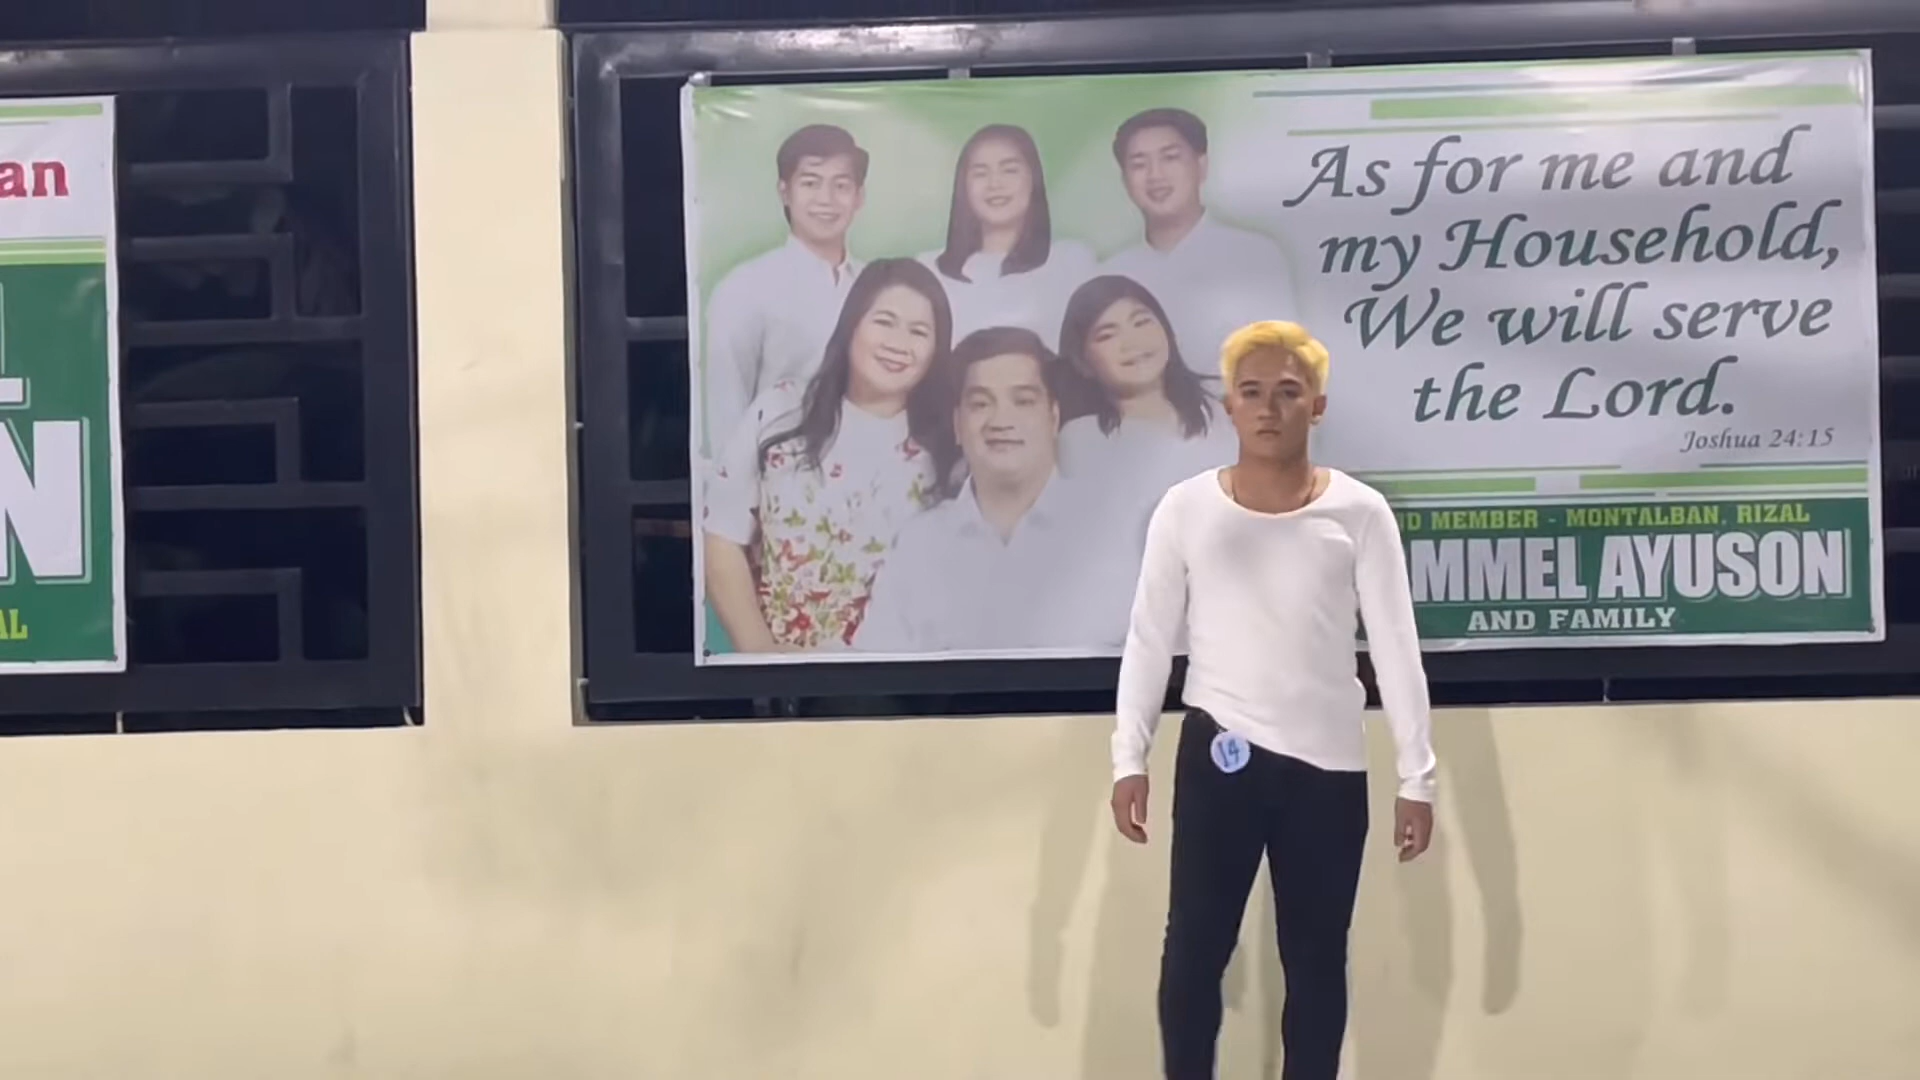 an
N
AL
As for me and
my Household,
We will serve
the Lord.
Joshua 24:15
MEMBER - MONTALBAN, RIZAL
MMEL AYUSON
AND FAMILY
14